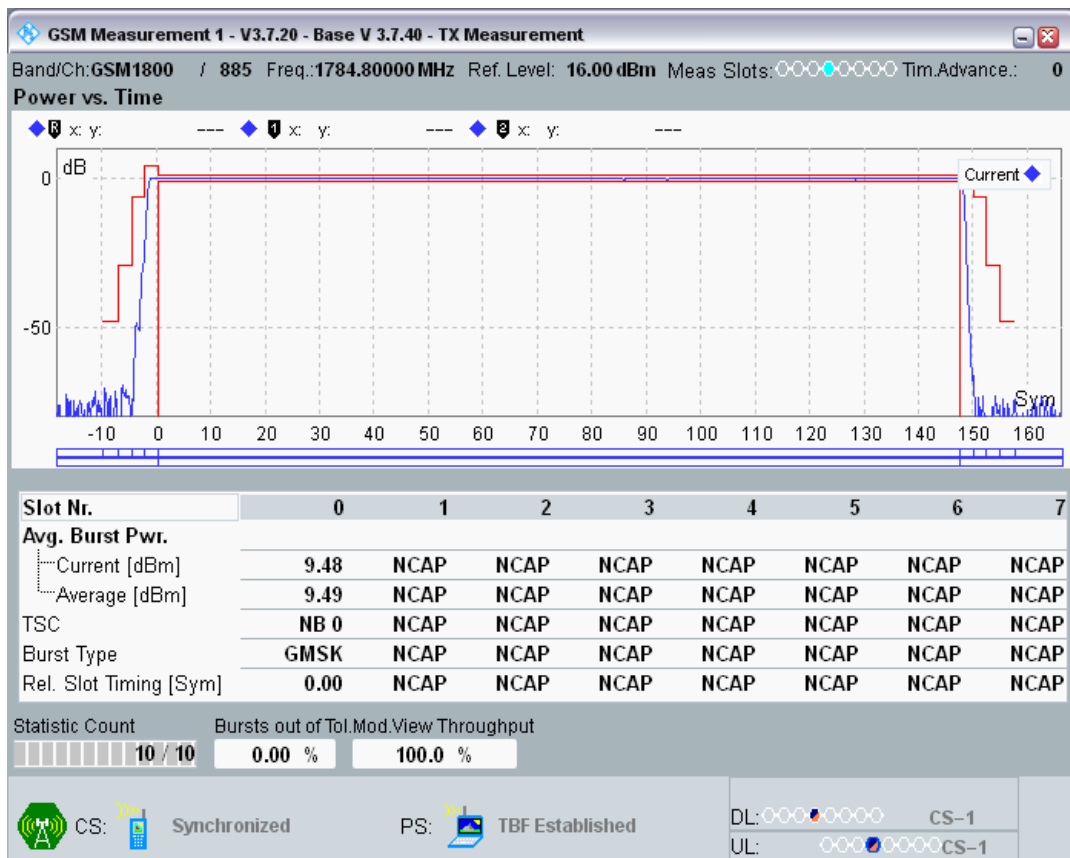 GSM Measurement 1 - V3.7.20 - Base V 3.7.40 - TX Measurement
Band/Ch:GSM1800 / 885 Freq.:1784.80000 MHz Ref. Level: 16.00 dBm Meas Slots: Tim.Advance.: 0
Power vs. Time
R x: y: --- 1 x: y: --- 2 x: y: ---
dB
Current
0
-50
Sym
-10 0 10 20 30 40 50 60 70 80 90 100 110 120 130 140 150 160
Slot Nr. 0 1 2 3 4 5 6 7
Avg. Burst Pwr.
Current [dBm] 9.48 NCAP NCAP NCAP NCAP NCAP NCAP NCAP
Average [dBm] 9.49 NCAP NCAP NCAP NCAP NCAP NCAP NCAP
TSC NB 0 NCAP NCAP NCAP NCAP NCAP NCAP NCAP
Burst Type GMSK NCAP NCAP NCAP NCAP NCAP NCAP NCAP
Rel. Slot Timing [Sym] 0.00 NCAP NCAP NCAP NCAP NCAP NCAP NCAP
Statistic Count Bursts out of Tol.Mod.View Throughput
10 / 10 0.00 % 100.0 %
DL: CS-1
CS: Synchronized PS: TBF Established
UL: CS-1